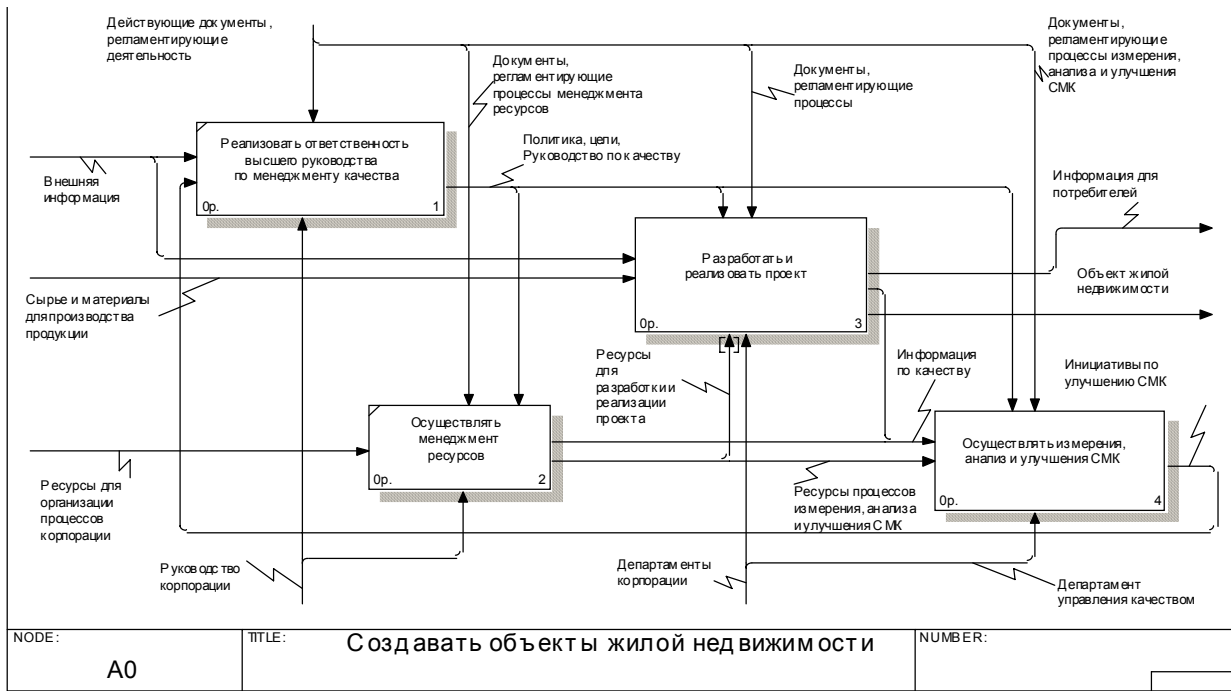 Действующие документы,
регламентирующие
деятельность
Документы,
регламентирующие
процессы менеджмента
ресурсов
Документы,
регламентирующие
процессы
Документы,
регламентирующие
процессы измерения,
анализа и улучшения
СМК
Реализовать ответственность
высшего руководства
по менеджменту качества
0р.
1
Политика, цели,
Руководство по качеству
Внешняя
информация
Информация для
потребителей
Разработать и
реализовать проект
0р.
3
Объект жилой
недвижимости
Сырье и материалы
для производства
продукции
Ресурсы
для
разработки и
реализации
проекта
Информация
по качеству
Инициативы по
улучшению СМК
Осуществлять
менеджмент
ресурсов
0р.
2
Осуществлять измерения,
анализ и улучшения СМК
0р.
4
Ресурсы для
организации
процессов
корпорации
Ресурсы процессов
измерения, анализа
и улучшения СМК
Руководство
корпорации
Департаменты
корпорации
Департамент
управления качеством
NODE:
A0
TITLE:
Создавать объекты жилой недвижимости
NUMBER: